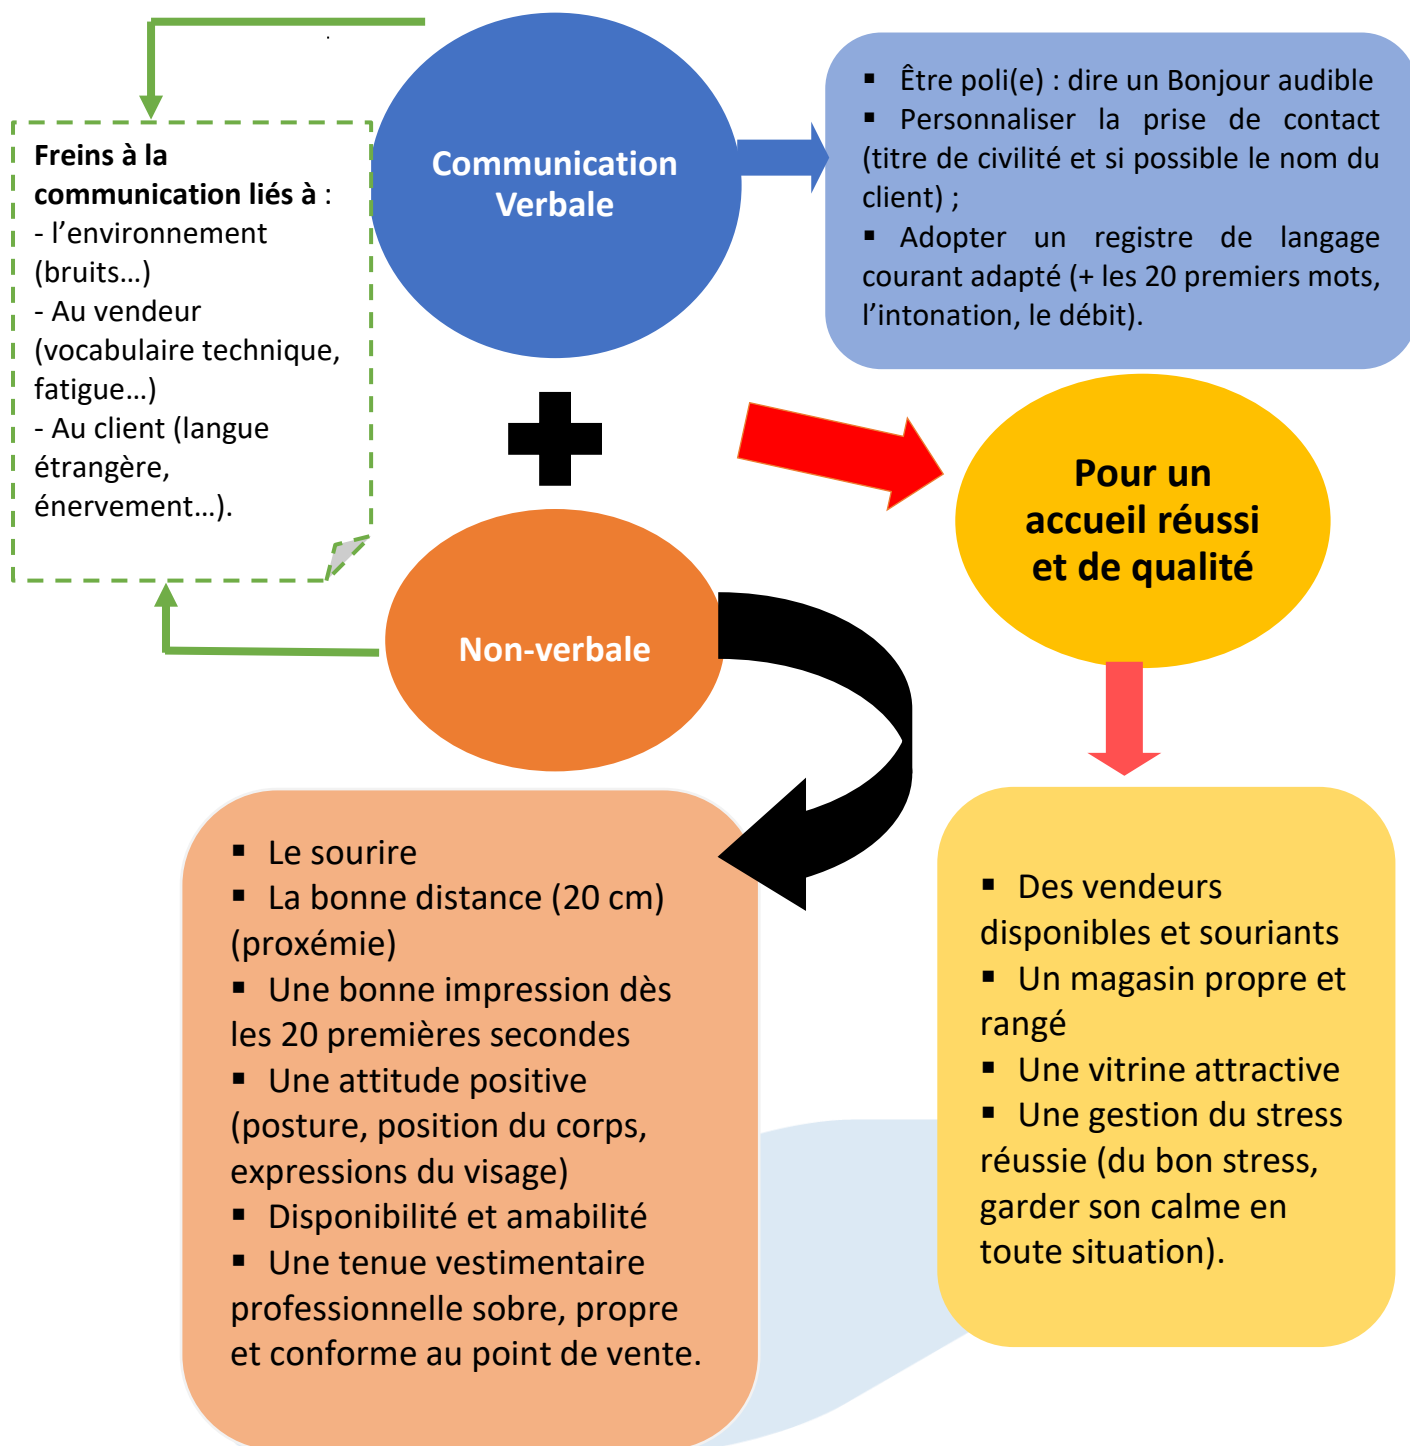 Communication
Verbale
▪ Être poli(e) : dire un Bonjour audible
▪ Personnaliser la prise de contact
(titre de civilité et si possible le nom du
client) ;
▪ Adopter un registre de langage
courant adapté (+ les 20 premiers mots,
l’intonation, le débit).
Freins à la
communication liés à :
- l’environnement
(bruits…)
- Au vendeur
(vocabulaire technique,
fatigue…)
- Au client (langue
étrangère,
énervement…).
Pour un
accueil réussi
et de qualité
Non-verbale
▪ Le sourire
▪ La bonne distance (20 cm)
(proxémie)
▪ Une bonne impression dès
les 20 premières secondes
▪ Une attitude positive
(posture, position du corps,
expressions du visage)
▪ Disponibilité et amabilité
▪ Une tenue vestimentaire
professionnelle sobre, propre
et conforme au point de vente.
▪ Des vendeurs
disponibles et souriants
▪ Un magasin propre et
rangé
▪ Une vitrine attractive
▪ Une gestion du stress
réussie (du bon stress,
garder son calme en
toute situation).